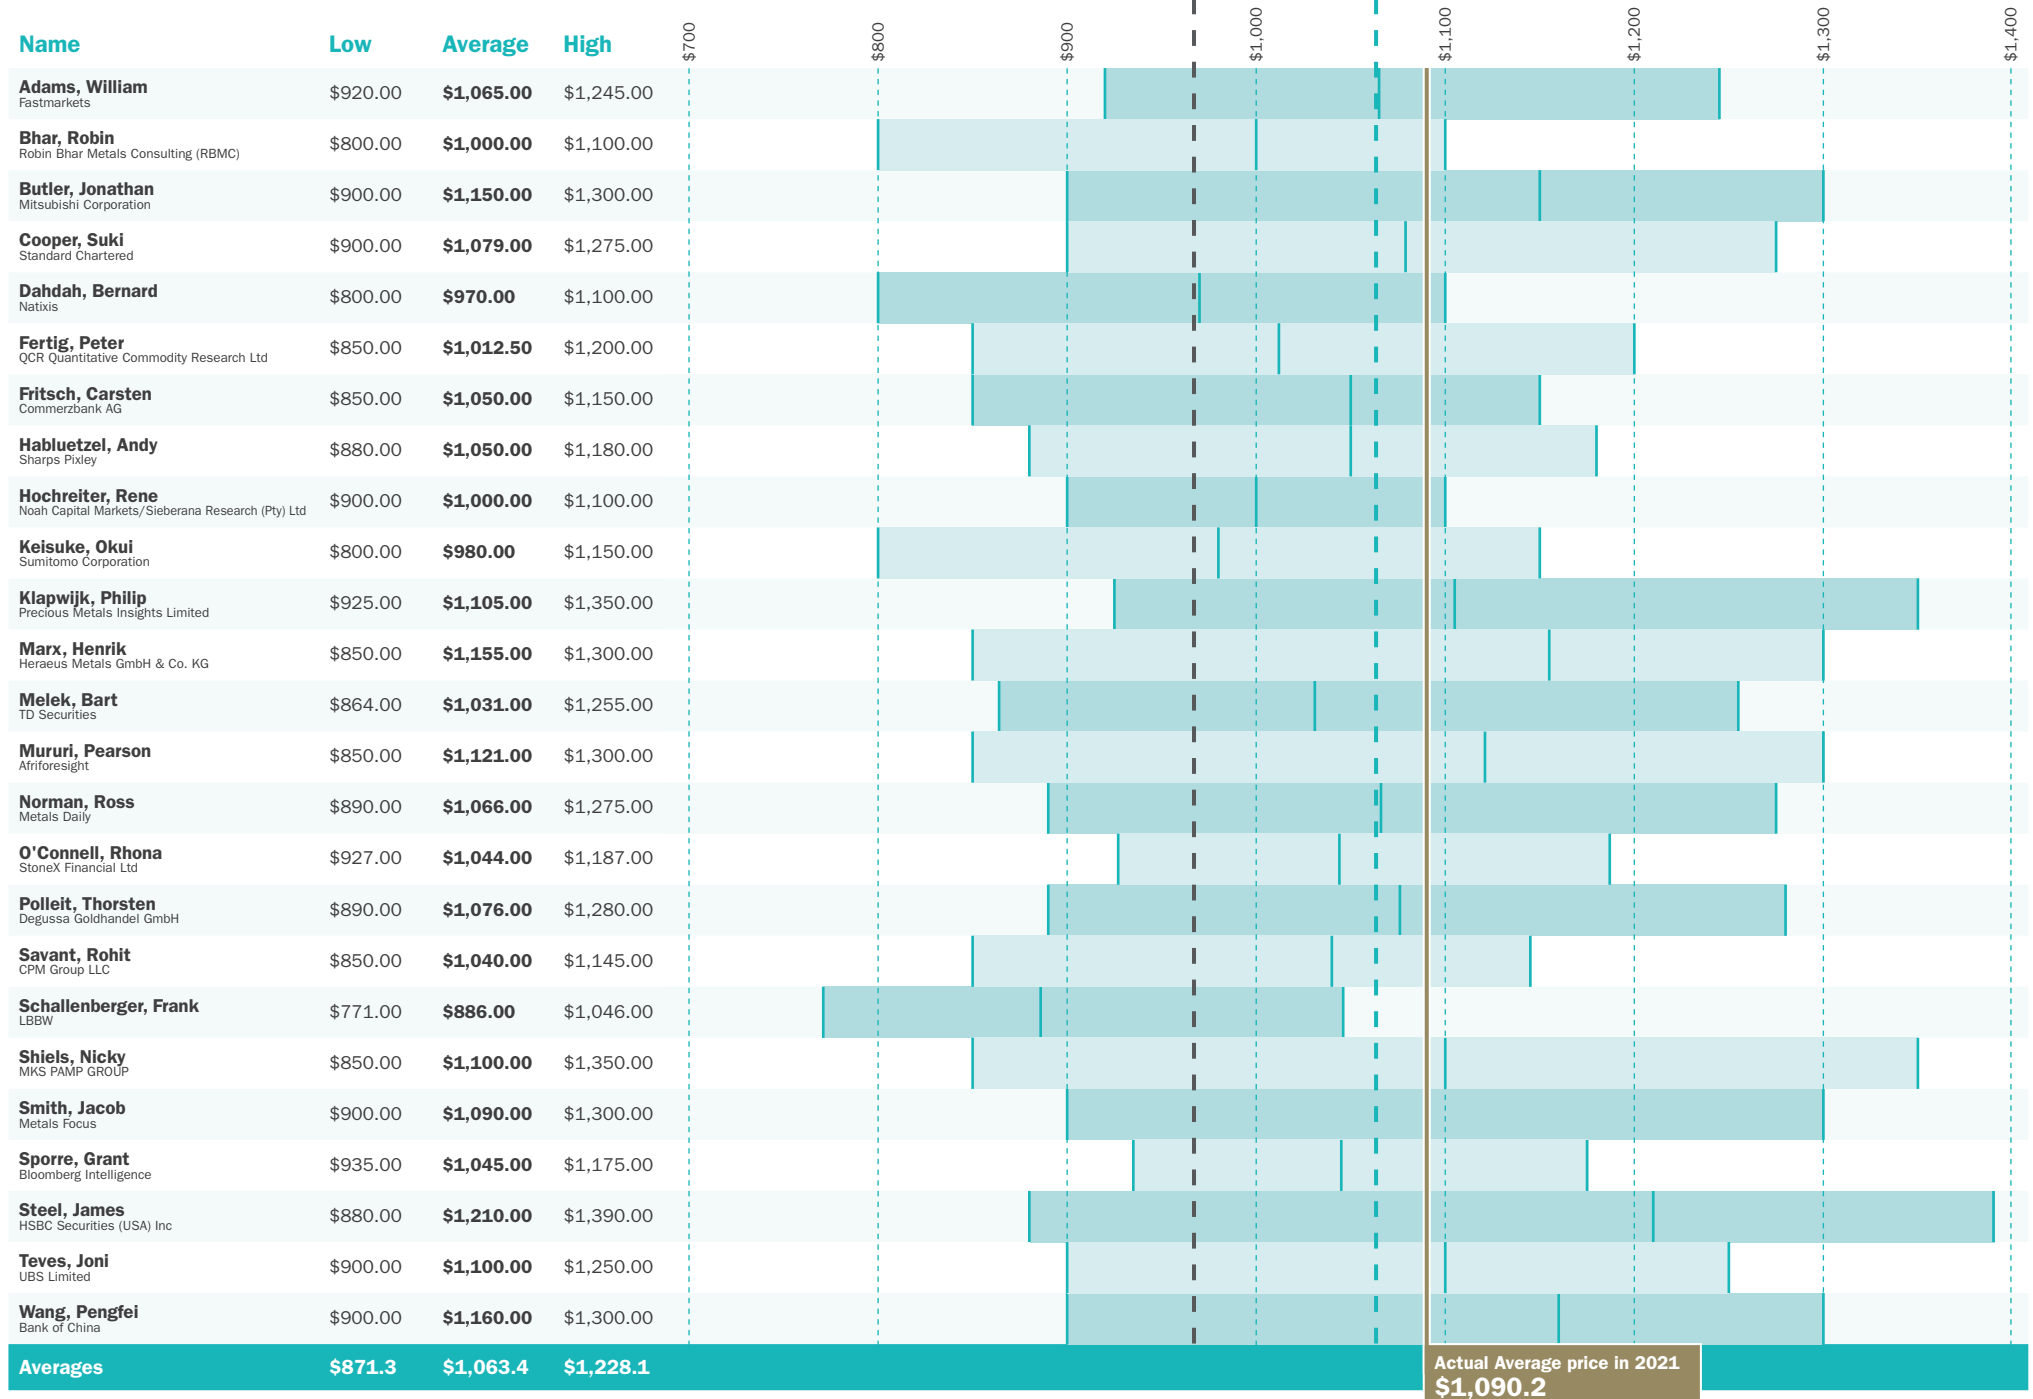 Name Low Average High $700 $800 $900 $1,000 $1,100 $1,200 $1,300 $1,400
Adams, William $920.00 $1,065.00 $1,245.00
Fastmarkets
Bhar, Robin $800.00 $1,000.00 $1,100.00
Robin Bhar Metals Consulting (RBMC)
Butler, Jonathan $900.00 $1,150.00 $1,300.00
Mitsubishi Corporation
Cooper, Suki $900.00 $1,079.00 $1,275.00
Standard Chartered
Dahdah, Bernard $800.00 $970.00 $1,100.00
Natixis
Fertig, Peter $850.00 $1,012.50 $1,200.00
QCR Quantitative Commodity Research Ltd
Fritsch, Carsten $850.00 $1,050.00 $1,150.00
Commerzbank AG
Habluetzel, Andy $880.00 $1,050.00 $1,180.00
Sharps Pixley
Hochreiter, Rene $900.00 $1,000.00 $1,100.00
Noah Capital Markets/Sieberana Research (Pty) Ltd
Keisuke, Okui $800.00 $980.00 $1,150.00
Sumitomo Corporation
Klapwijk, Philip $925.00 $1,105.00 $1,350.00
Precious Metals Insights Limited
Marx, Henrik $850.00 $1,155.00 $1,300.00
Heraeus Metals GmbH & Co. KG
Melek, Bart $864.00 $1,031.00 $1,255.00
TD Securities
Mururi, Pearson $850.00 $1,121.00 $1,300.00
Afriforesight
Norman, Ross $890.00 $1,066.00 $1,275.00
Metals Daily
O'Connell, Rhona $927.00 $1,044.00 $1,187.00
StoneX Financial Ltd
Polleit, Thorsten $890.00 $1,076.00 $1,280.00
Degussa Goldhandel GmbH
Savant, Rohit $850.00 $1,040.00 $1,145.00
CPM Group LLC
Schallenberger, Frank $771.00 $886.00 $1,046.00
LBBW
Shiels, Nicky $850.00 $1,100.00 $1,350.00
MKS PAMP GROUP
Smith, Jacob $900.00 $1,090.00 $1,300.00
Metals Focus
Sporre, Grant $935.00 $1,045.00 $1,175.00
Bloomberg Intelligence
Steel, James $880.00 $1,210.00 $1,390.00
HSBC Securities (USA) Inc
Teves, Joni $900.00 $1,100.00 $1,250.00
UBS Limited
Wang, Pengfei $900.00 $1,160.00 $1,300.00
Bank of China
Averages $871.3 $1,063.4 $1,228.1
Actual Average price in 2021
$1,090.2